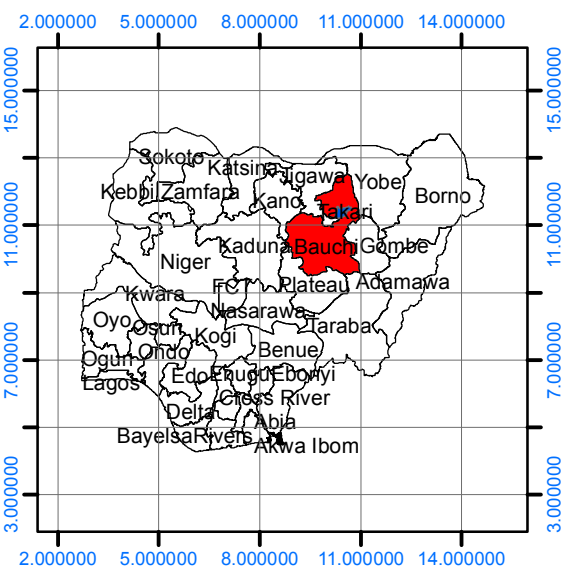 2.000000 5.000000 8.000000 11.000000 14.000000
15.000000 15.000000
Sokoto
Katsina
Jigawa
Yobe
Kebbi Zamfara
Kano
Borno
Takari
11.000000 11.000000
Kaduna Bauchi Gombe
Niger
FCT
Plateau Adamawa
Kwara
Nasarawa
Oyo
Osun
Kogi
Taraba
Ondo
Benue
Ogun
7.000000 7.000000
Lagos
Edo
Enugu Ebonyi
Cross River
Delta
Abia
Bayelsa Rivers
Akwa Ibom
3.000000 3.000000
2.000000 5.000000 8.000000 11.000000 14.000000